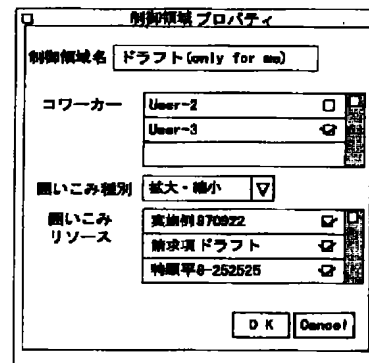 制御領域 プロパティ
制御領域名 ドラフト(only for me)
コワーカー User-2
User-3
囲いこみ種別 拡大・縮小
囲いこみ 実施例970922
リソース 請求項 ドラフト
特願平8-252525
OK Cancel